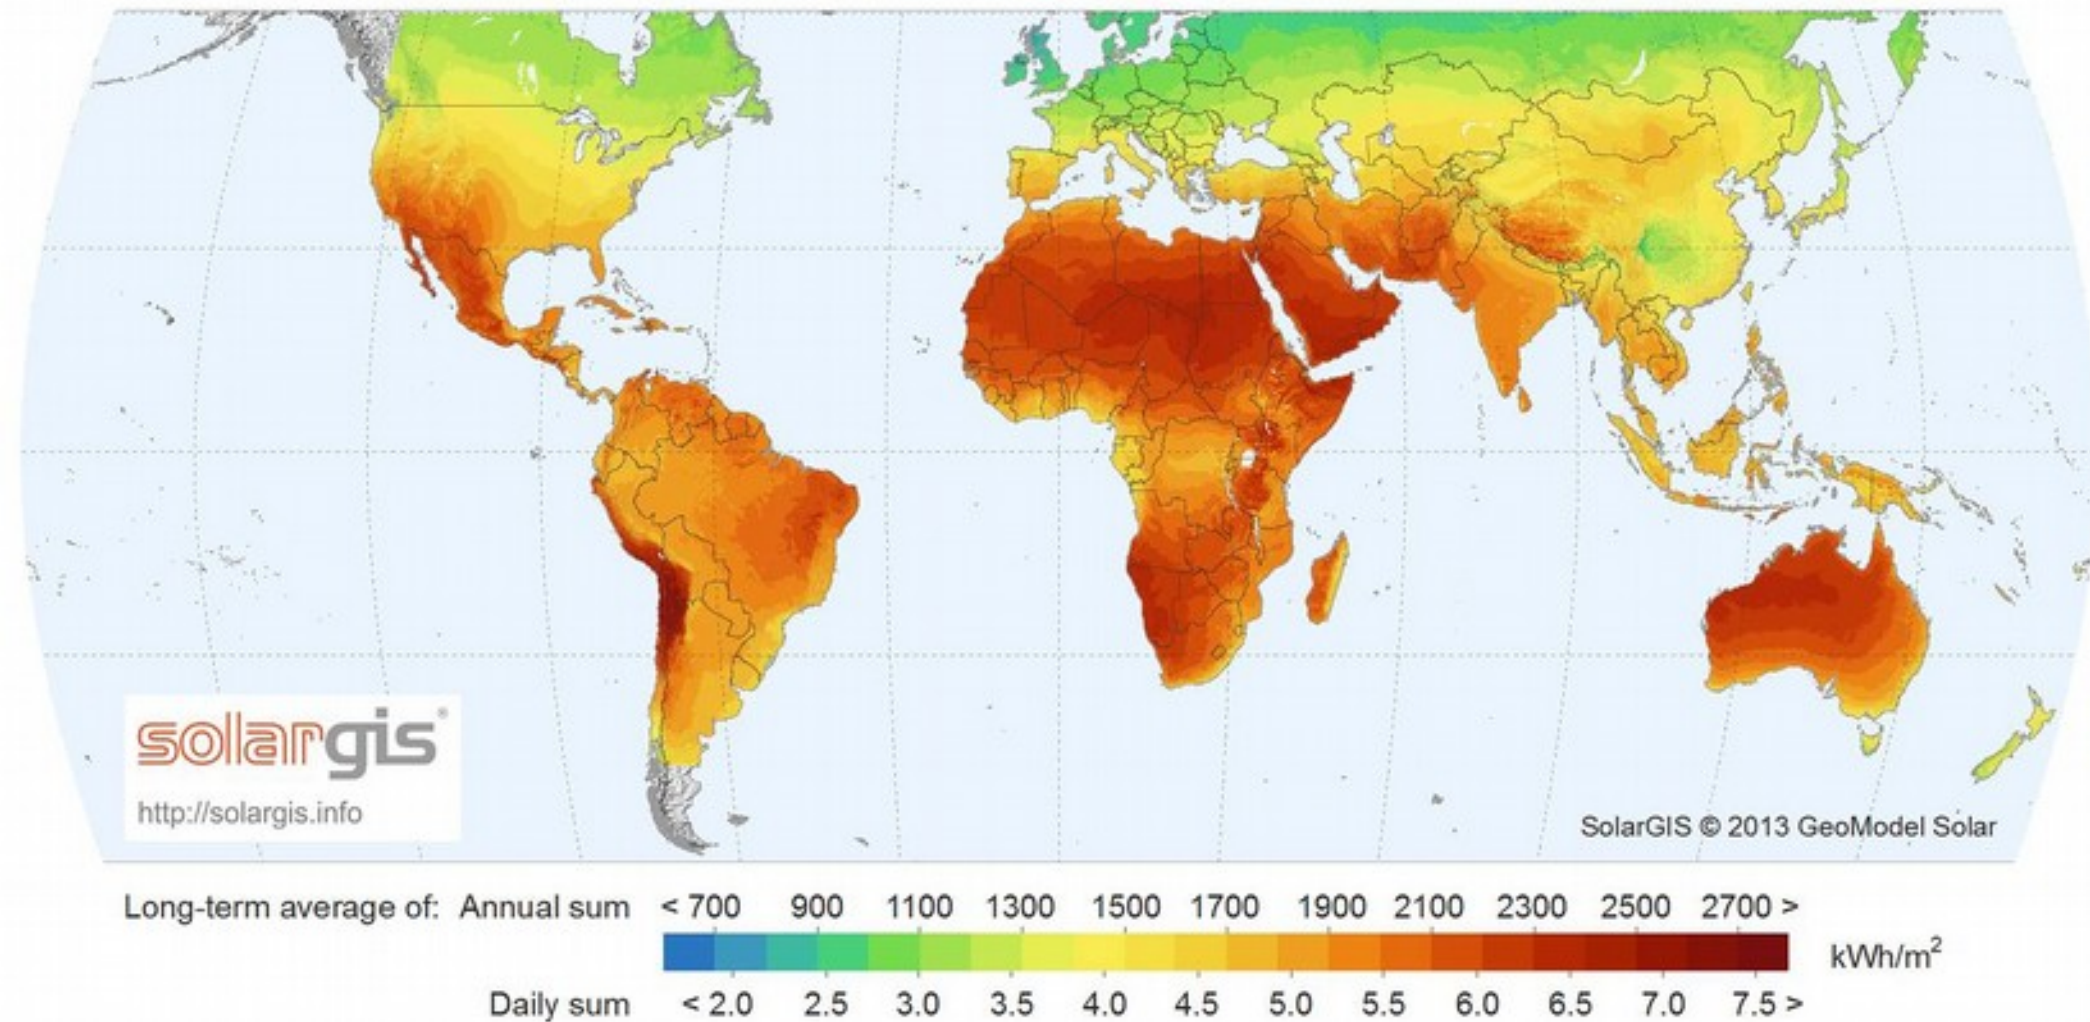 solargis®
http://solargis.info
SolarGIS © 2013 GeoModel Solar
Long-term average of: Annual sum < 700 900 1100 1300 1500 1700 1900 2100 2300 2500 2700 >
kWh/m²
Daily sum < 2.0 2.5 3.0 3.5 4.0 4.5 5.0 5.5 6.0 6.5 7.0 7.5 >